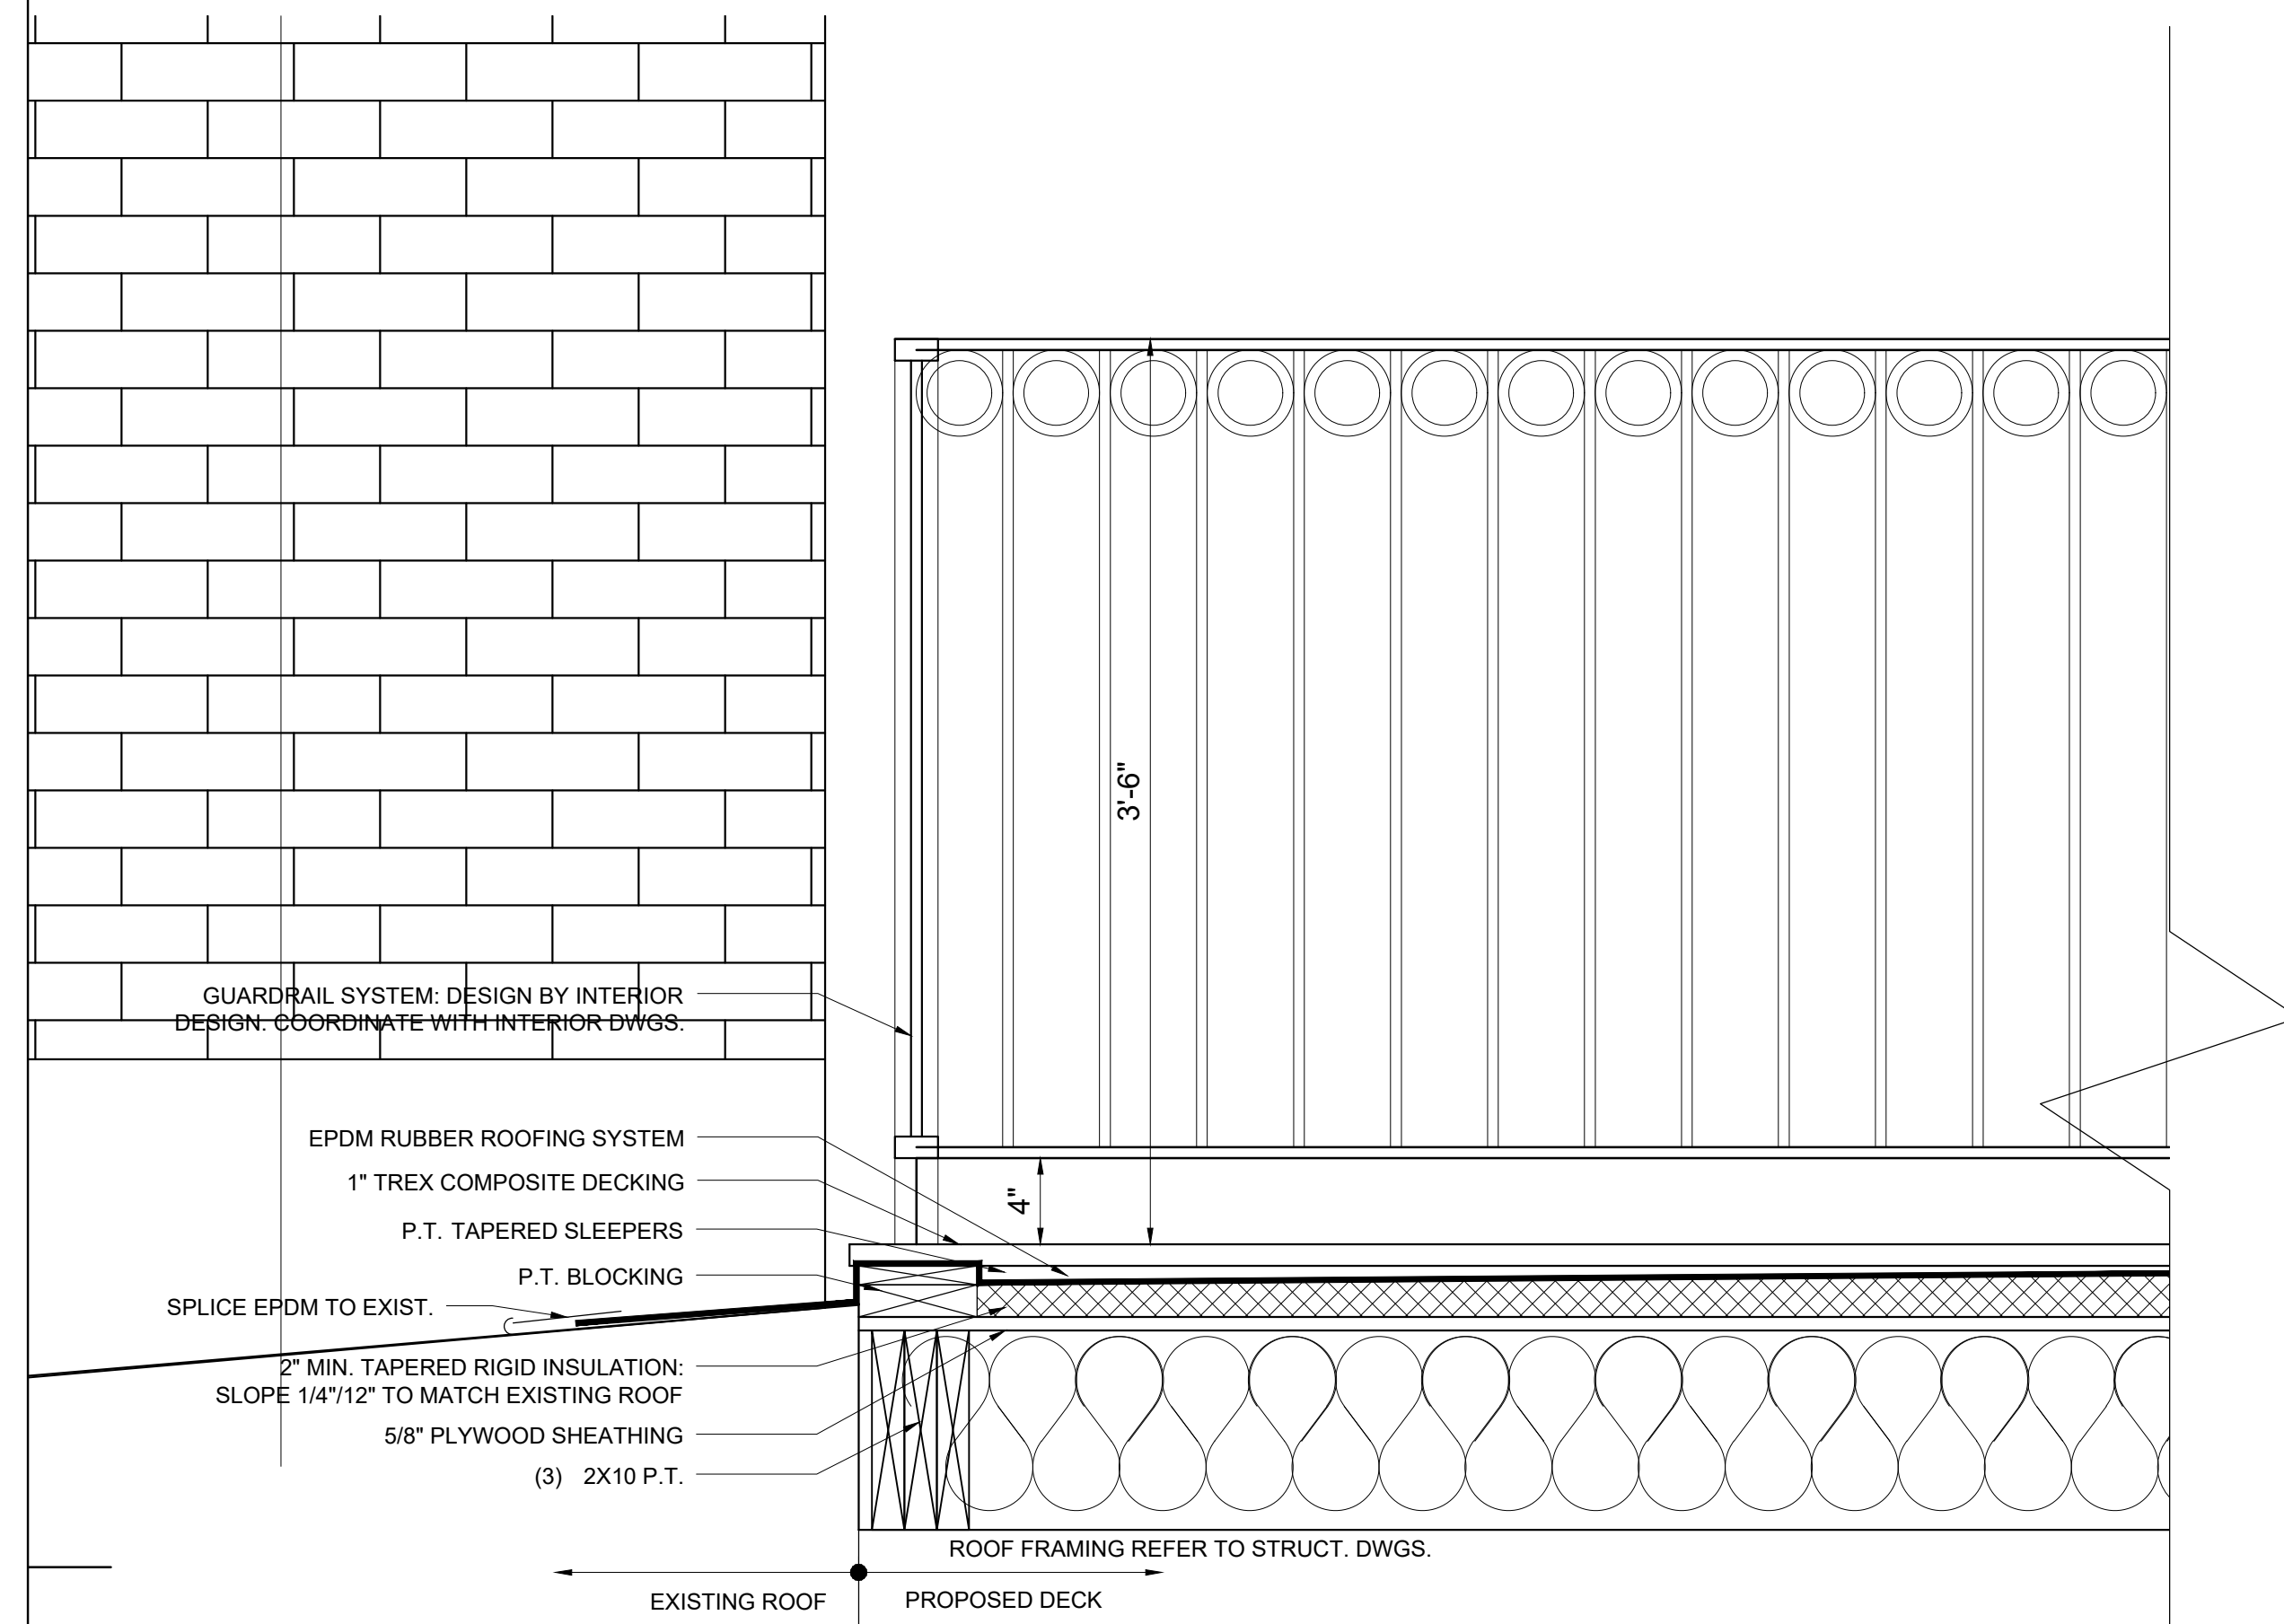 3'-6"
GUARDRAIL SYSTEM: DESIGN BY INTERIOR
DESIGN. COORDINATE WITH INTERIOR DWGS.
EPDM RUBBER ROOFING SYSTEM
1" TREX COMPOSITE DECKING
4"
P.T. TAPERED SLEEPERS
P.T. BLOCKING
SPLICE EPDM TO EXIST.
2" MIN. TAPERED RIGID INSULATION:
SLOPE 1/4"/12" TO MATCH EXISTING ROOF
5/8" PLYWOOD SHEATHING
(3) 2X10 P.T.
ROOF FRAMING REFER TO STRUCT. DWGS.
EXISTING ROOF
PROPOSED DECK